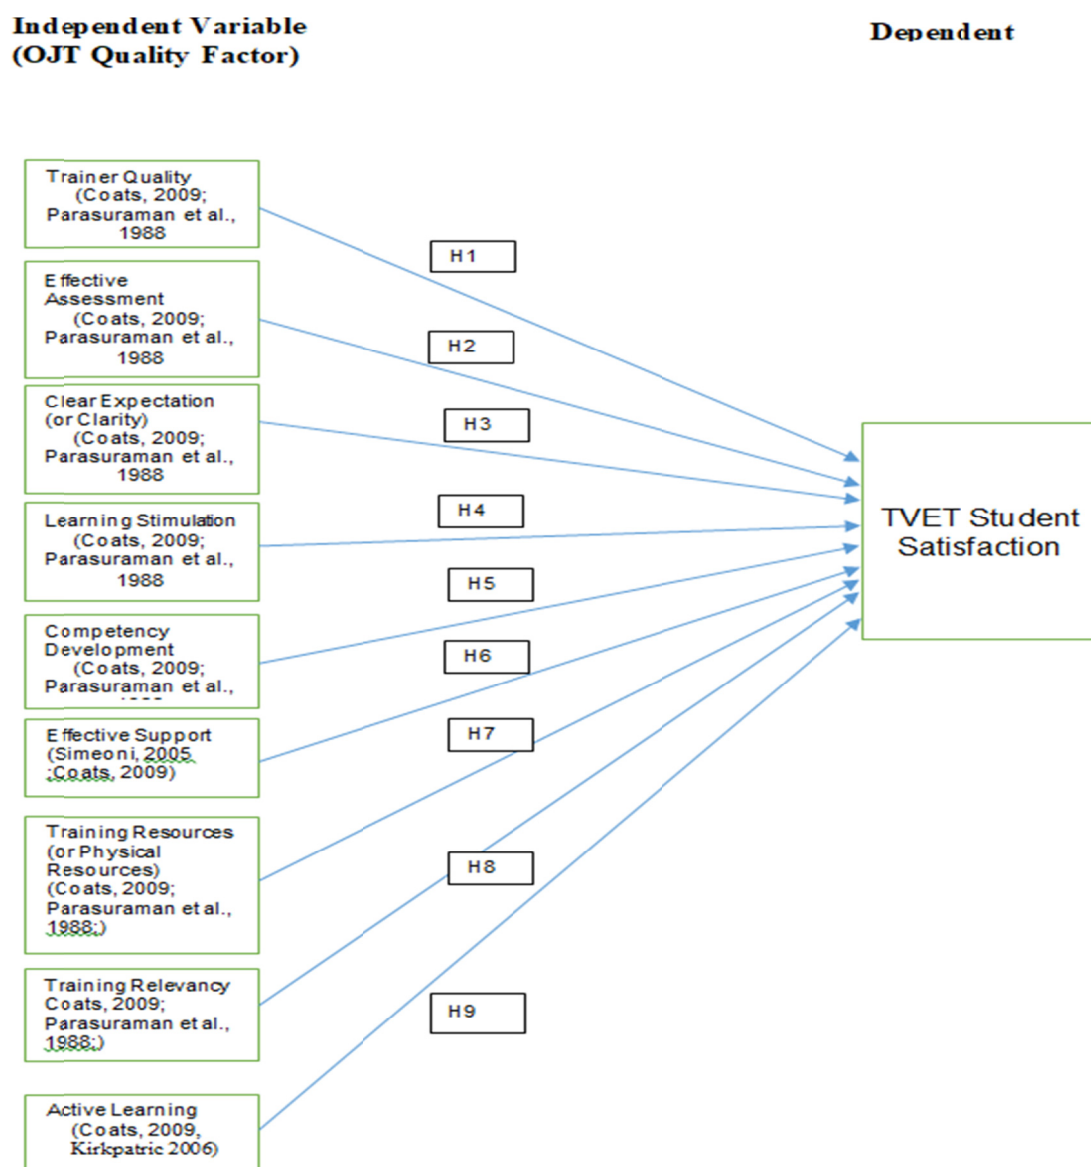 Independent Variable
(OJT Quality Factor)
Dependent
Trainer Quality
(Coats, 2009;
Parasuraman et al.,
1988
Effective
Assessment
(Coats, 2009;
Parasuraman et al.,
1988
Clear Expectation
(or Clarity)
(Coats, 2009;
Parasuraman et al.,
1988
Learning Stimulation
(Coats, 2009;
Parasuraman et al.,
1988
Competency
Development
(Coats, 2009;
Parasuraman et al.,
Effective Support
(Simeoni, 2005
;Coats, 2009)
Training Resources
(or Physical
Resources)
(Coats, 2009;
Parasuraman et al.,
1988;)
Training Relevancy
Coats, 2009;
Parasuraman et al.,
1988;)
Active Learning
(Coats, 2009,
Kirkpatric 2006)
H1
H2
H3
H4
H5
H6
H7
H8
H9
TVET Student
Satisfaction